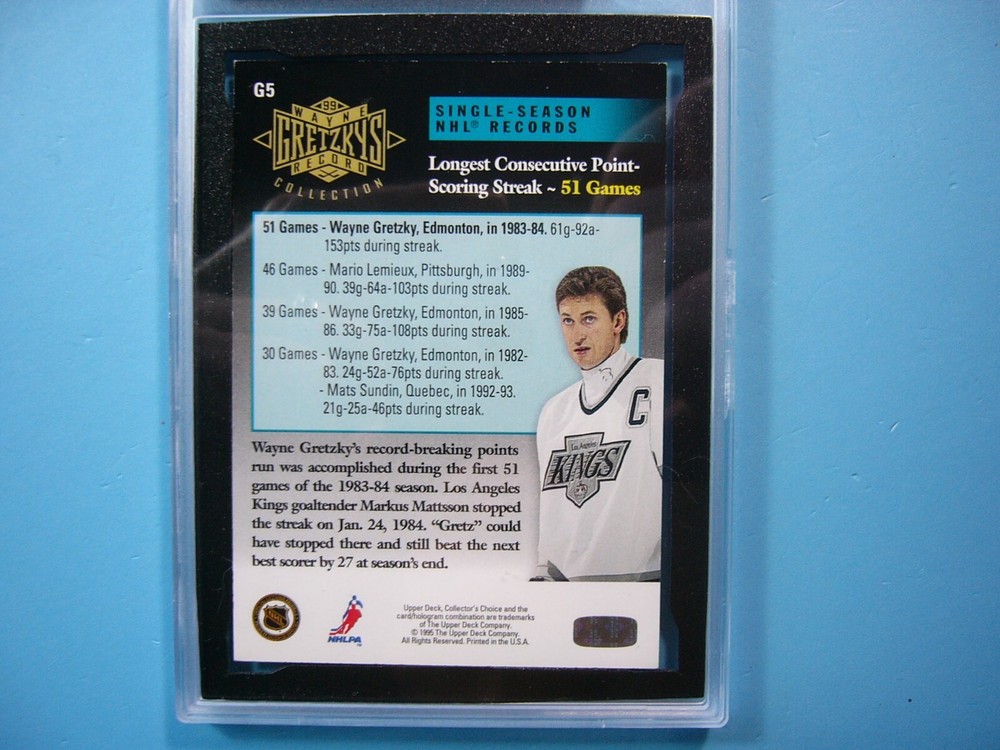 G5
99
WAYNE
GRETZKY'S
RECORD
COLLECTION
SINGLE-SEASON
NHL® RECORDS
Longest Consecutive Point-
Scoring Streak ~ 51 Games
51 Games - Wayne Gretzky, Edmonton, in 1983-84. 61g-92a-
153pts during streak.
46 Games - Mario Lemieux, Pittsburgh, in 1989-
90. 39g-64a-103pts during streak.
39 Games - Wayne Gretzky, Edmonton, in 1985-
86. 33g-75a-108pts during streak.
30 Games - Wayne Gretzky, Edmonton, in 1982-
83. 24g-52a-76pts during streak.
- Mats Sundin, Quebec, in 1992-93.
21g-25a-46pts during streak.
C
Los Angeles
KINGS
Wayne Gretzky's record-breaking points
run was accomplished during the first 51
games of the 1983-84 season. Los Angeles
Kings goaltender Markus Mattsson stopped
the streak on Jan. 24, 1984. "Gretz" could
have stopped there and still beat the next
best scorer by 27 at season's end.
NHL
NHLPA
Upper Deck, Collector's Choice and the
card/hologram combination are trademarks
of The Upper Deck Company.
© 1995 The Upper Deck Company.
All Rights Reserved. Printed in the U.S.A.